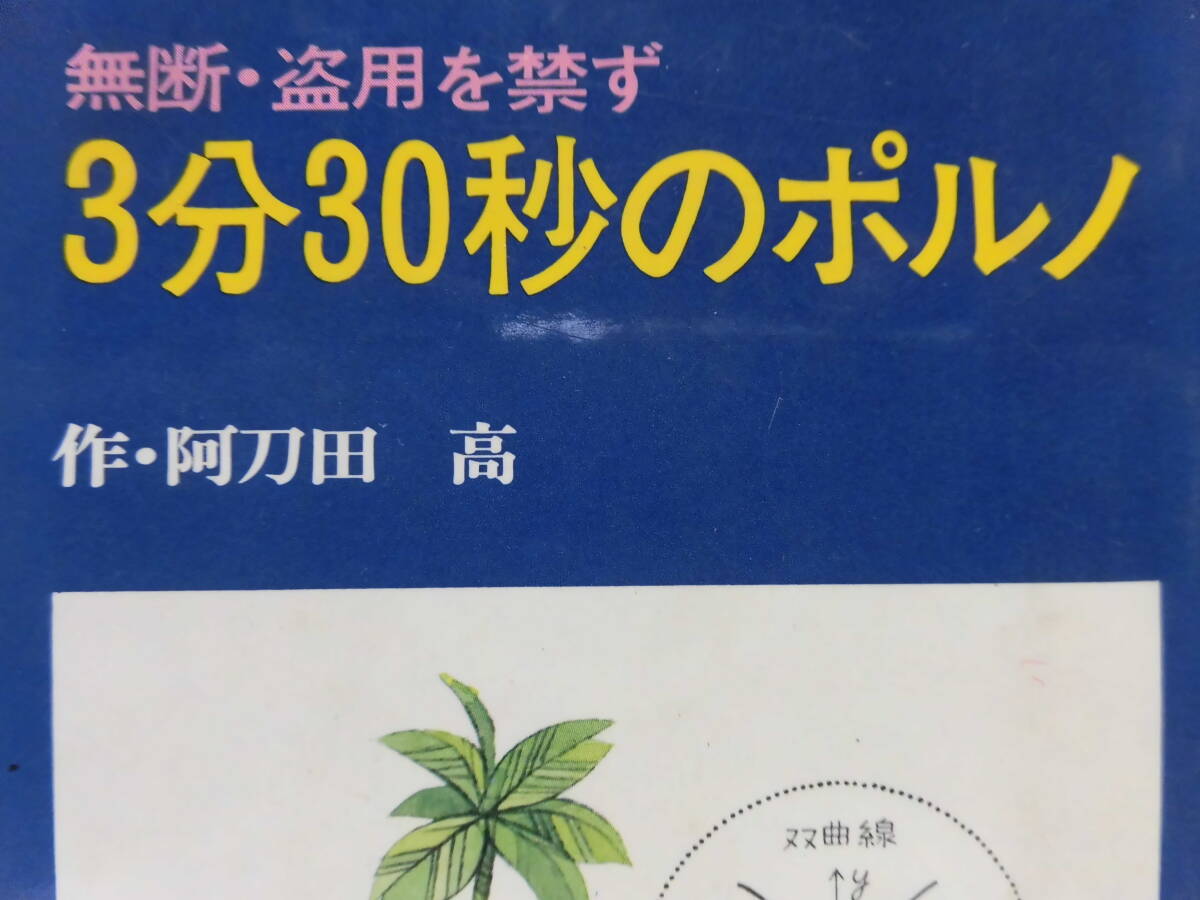 無断・盗用を禁ず
3分30秒のポルノ
作・阿刀田 高
双曲線
y